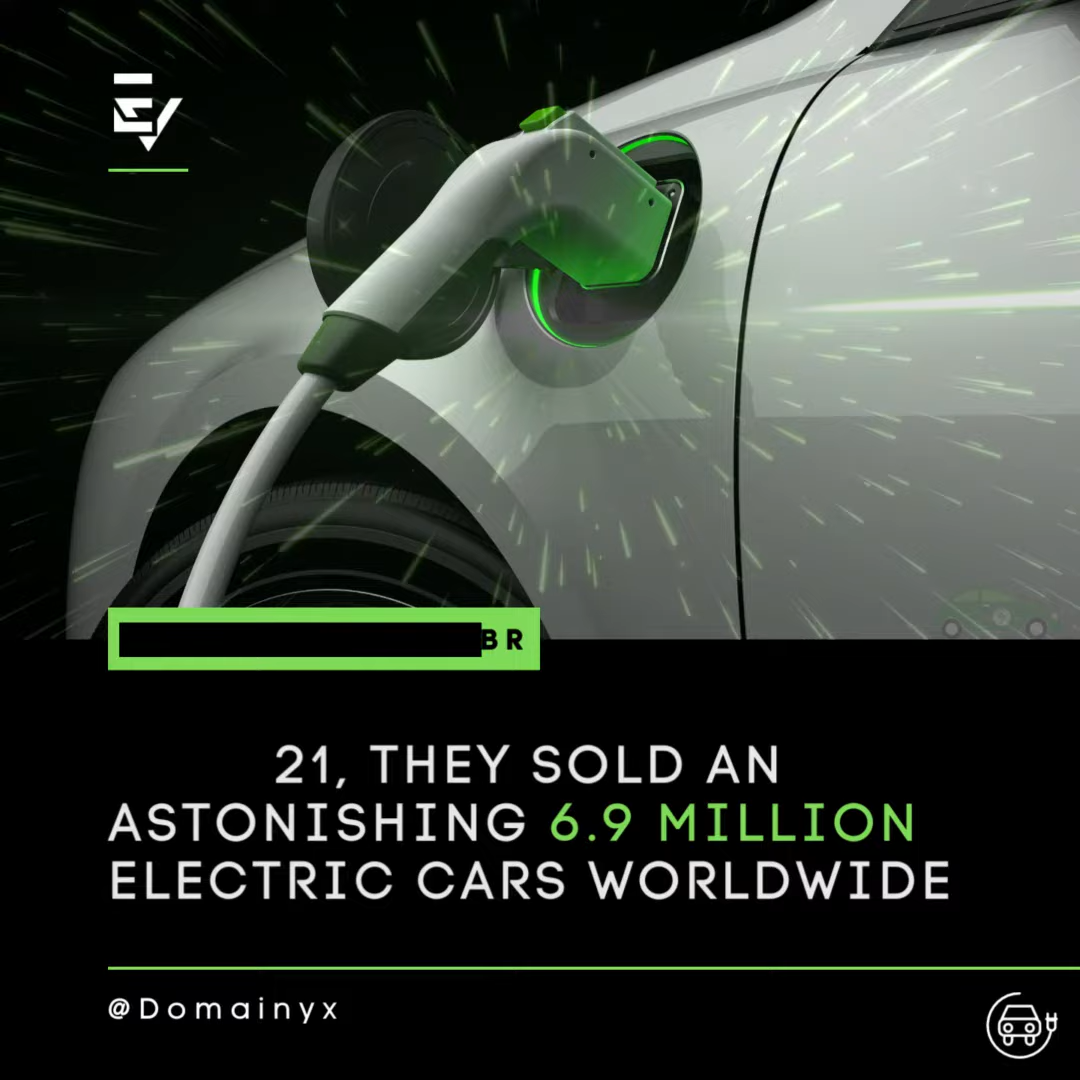 BR
21, THEY SOLD AN
ASTONISHING 6.9 MILLION
ELECTRIC CARS WORLDWIDE
@Domainyx